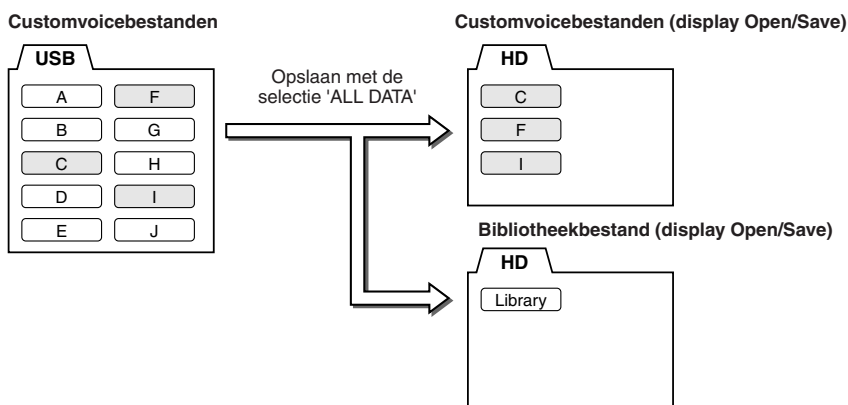 Customvoicebestanden
USB
A
F
B
G
C
H
D
I
E
J
Opslaan met de
selectie 'ALL DATA'
Customvoicebestanden (display Open/Save)
HD
C
F
I
Bibliotheekbestand (display Open/Save)
HD
Library